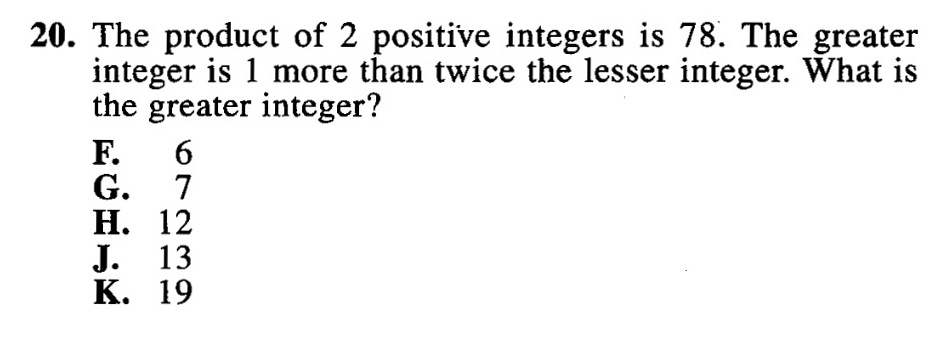 20. The product of 2 positive integers is 78. The greater
integer is 1 more than twice the lesser integer. What is
the greater integer?
F. 6
G. 7
H. 12
J. 13
K. 19